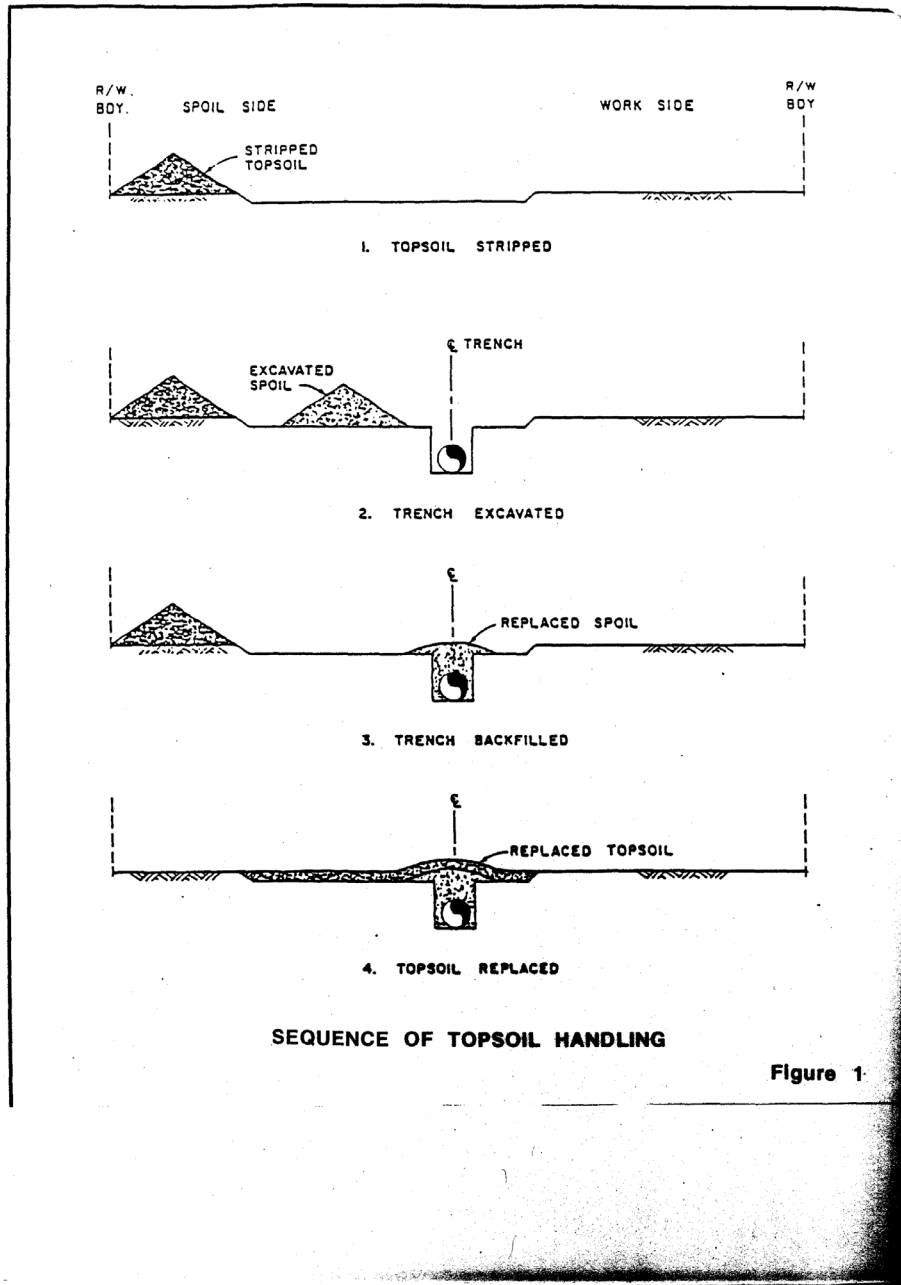 R/W.
BDY.
SPOIL SIDE
WORK SIDE
R/W
BDY
STRIPPED
TOPSOIL
1. TOPSOIL STRIPPED
℄ TRENCH
EXCAVATED
SPOIL
2. TRENCH EXCAVATED
℄
REPLACED SPOIL
3. TRENCH BACKFILLED
℄
REPLACED TOPSOIL
4. TOPSOIL REPLACED
SEQUENCE OF TOPSOIL HANDLING
Figure 1